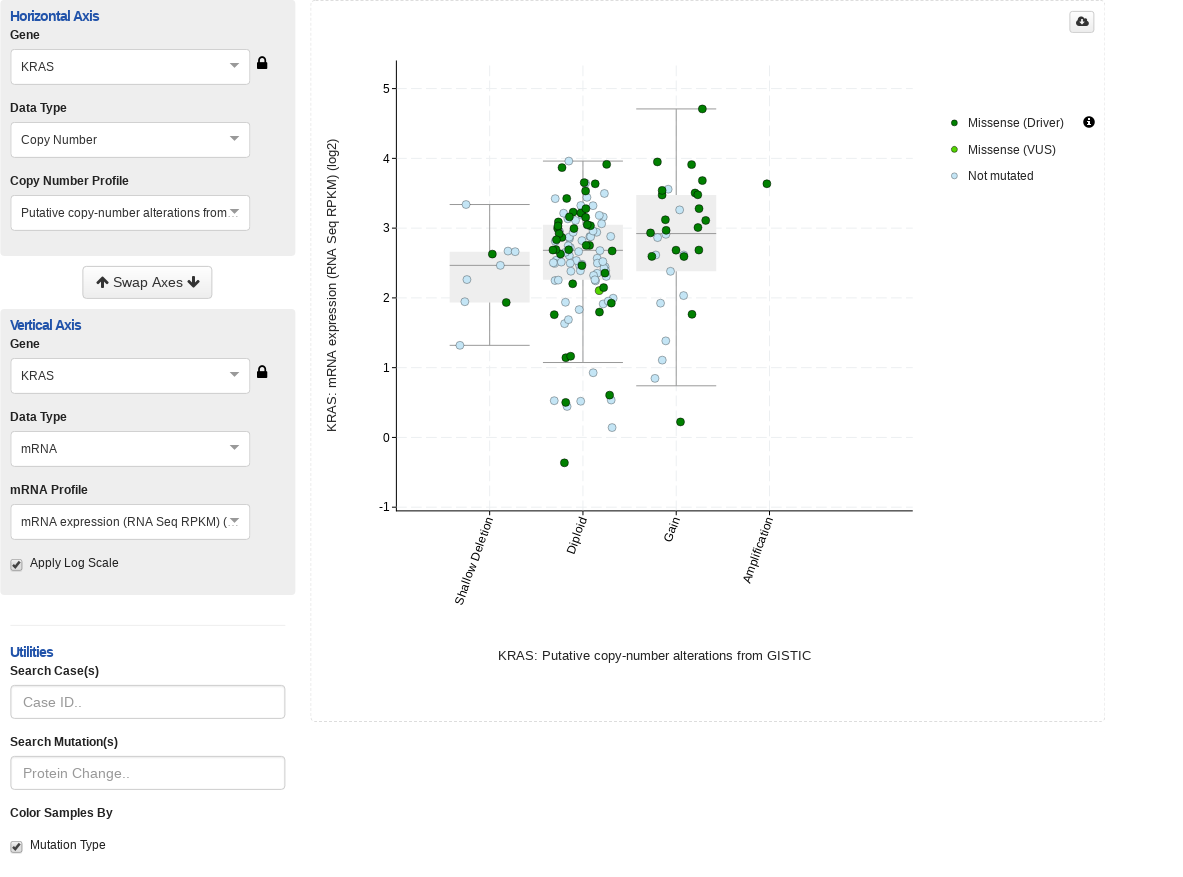 Horizontal Axis
Gene
KRAS
Data Type
Copy Number
Copy Number Profile
Putative copy-number alterations from...
Swap Axes
Vertical Axis
Gene
KRAS
Data Type
mRNA
mRNA Profile
mRNA expression (RNA Seq RPKM) (...
Apply Log Scale
Utilities
Search Case(s)
Case ID..
Search Mutation(s)
Protein Change..
Color Samples By
Mutation Type
KRAS: mRNA expression (RNA Seq RPKM) (log2)
5
4
3
2
1
0
-1
Shallow Deletion
Diploid
Gain
Amplification
KRAS: Putative copy-number alterations from GISTIC
Missense (Driver)
Missense (VUS)
Not mutated